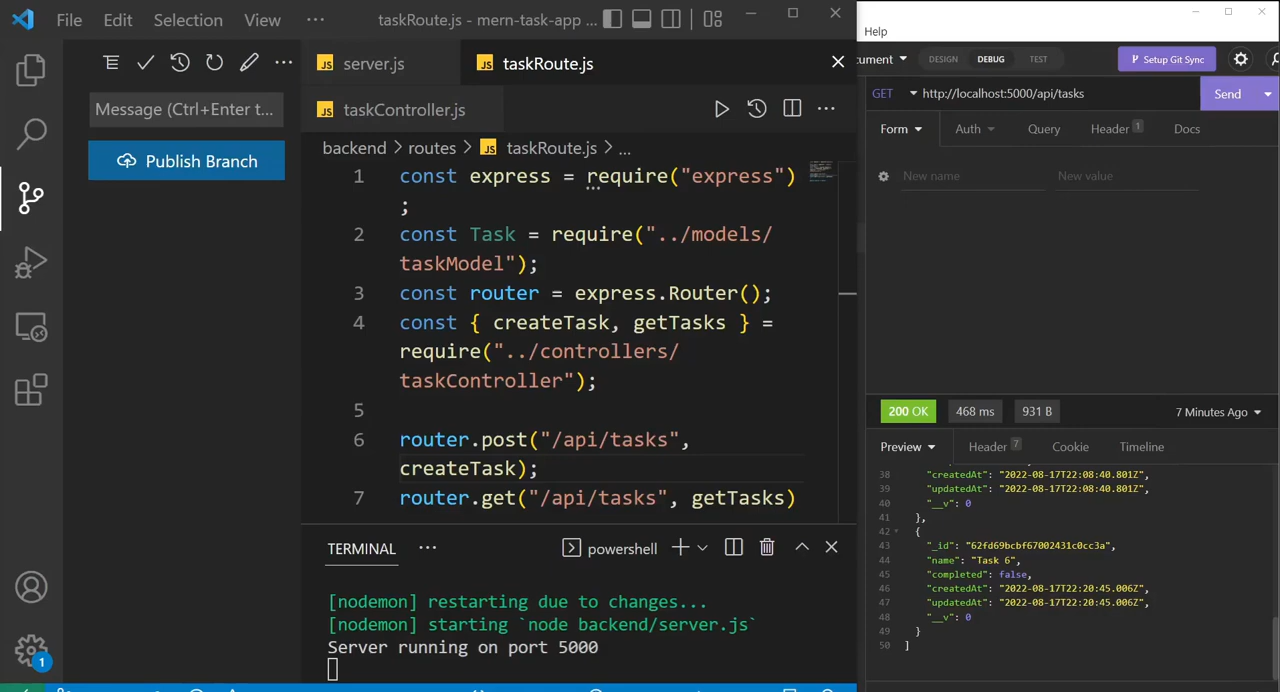 File Edit Selection View ... taskRoute.js - mern-task-app ...
Message (Ctrl+Enter t...
Publish Branch
1
JS server.js
JS taskRoute.js
JS taskController.js
backend > routes > JS taskRoute.js > ...
1 const express = require("express")
;
2 const Task = require("../models/
taskModel");
3 const router = express.Router();
4 const { createTask, getTasks } =
require("../controllers/
taskController");
5
6 router.post("/api/tasks",
createTask);
7 router.get("/api/tasks", getTasks)
TERMINAL ... powershell
[nodemon] restarting due to changes...
[nodemon] starting `node backend/server.js`
Server running on port 5000
Help
cument DESIGN DEBUG TEST Setup Git Sync
GET http://localhost:5000/api/tasks Send
Form Auth Query Header 1 Docs
New name New value
200 OK 468 ms 931 B 7 Minutes Ago
Preview Header 7 Cookie Timeline
38 "createdAt": "2022-08-17T22:08:40.801Z",
39 "updatedAt": "2022-08-17T22:08:40.801Z",
40 "__v": 0
41 },
42 {
43 "_id": "62fd69bcbf67002431c0cc3a",
44 "name": "Task 6",
45 "completed": false,
46 "createdAt": "2022-08-17T22:20:45.006Z",
47 "updatedAt": "2022-08-17T22:20:45.006Z",
48 "__v": 0
49 }
50 ]